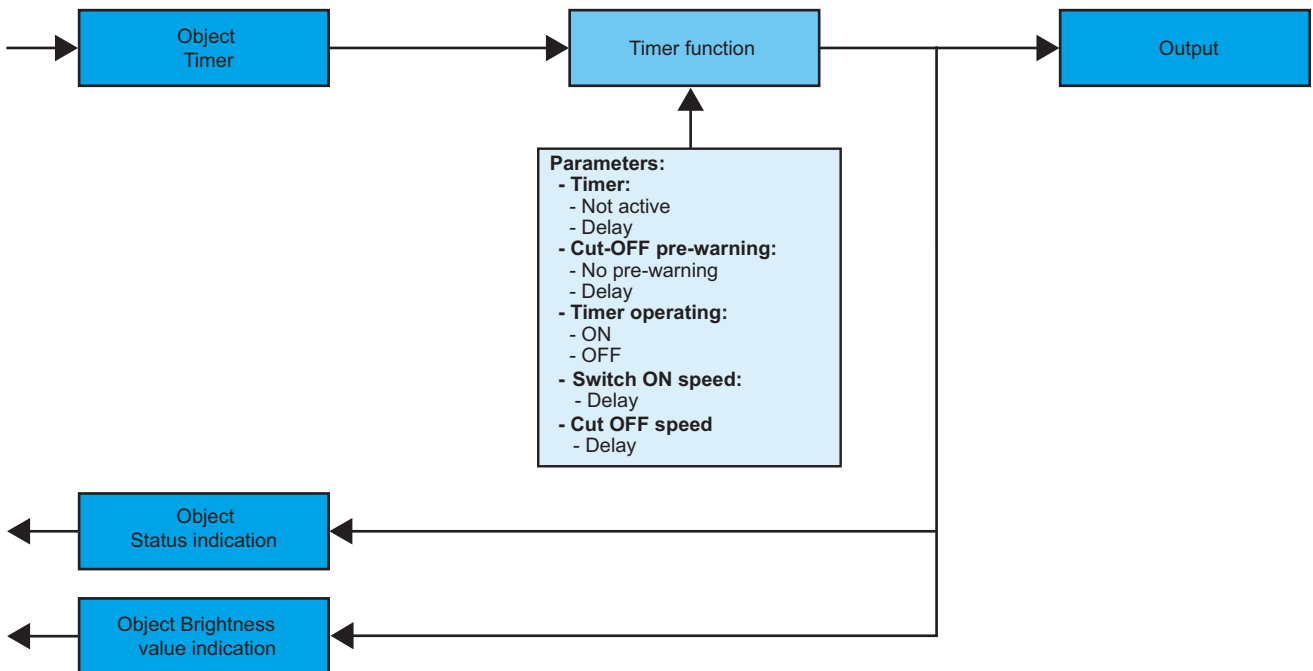 Object
Timer
Timer function
Output
Parameters:
- Timer:
- Not active
- Delay
- Cut-OFF pre-warning:
- No pre-warning
- Delay
- Timer operating:
- ON
- OFF
- Switch ON speed:
- Delay
- Cut OFF speed
- Delay
Object
Status indication
Object Brightness
value indication